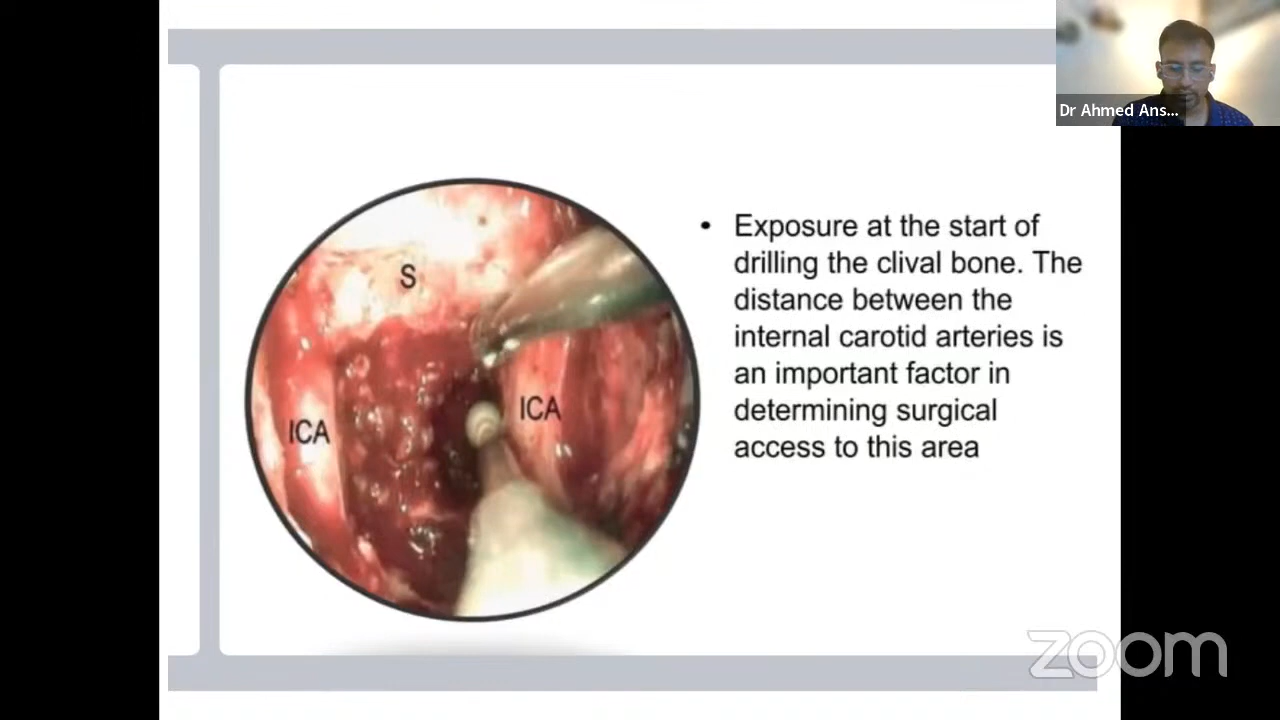 Dr Ahmed Ans...
S
ICA
ICA
• Exposure at the start of
drilling the clival bone. The
distance between the
internal carotid arteries is
an important factor in
determining surgical
access to this area
zoom